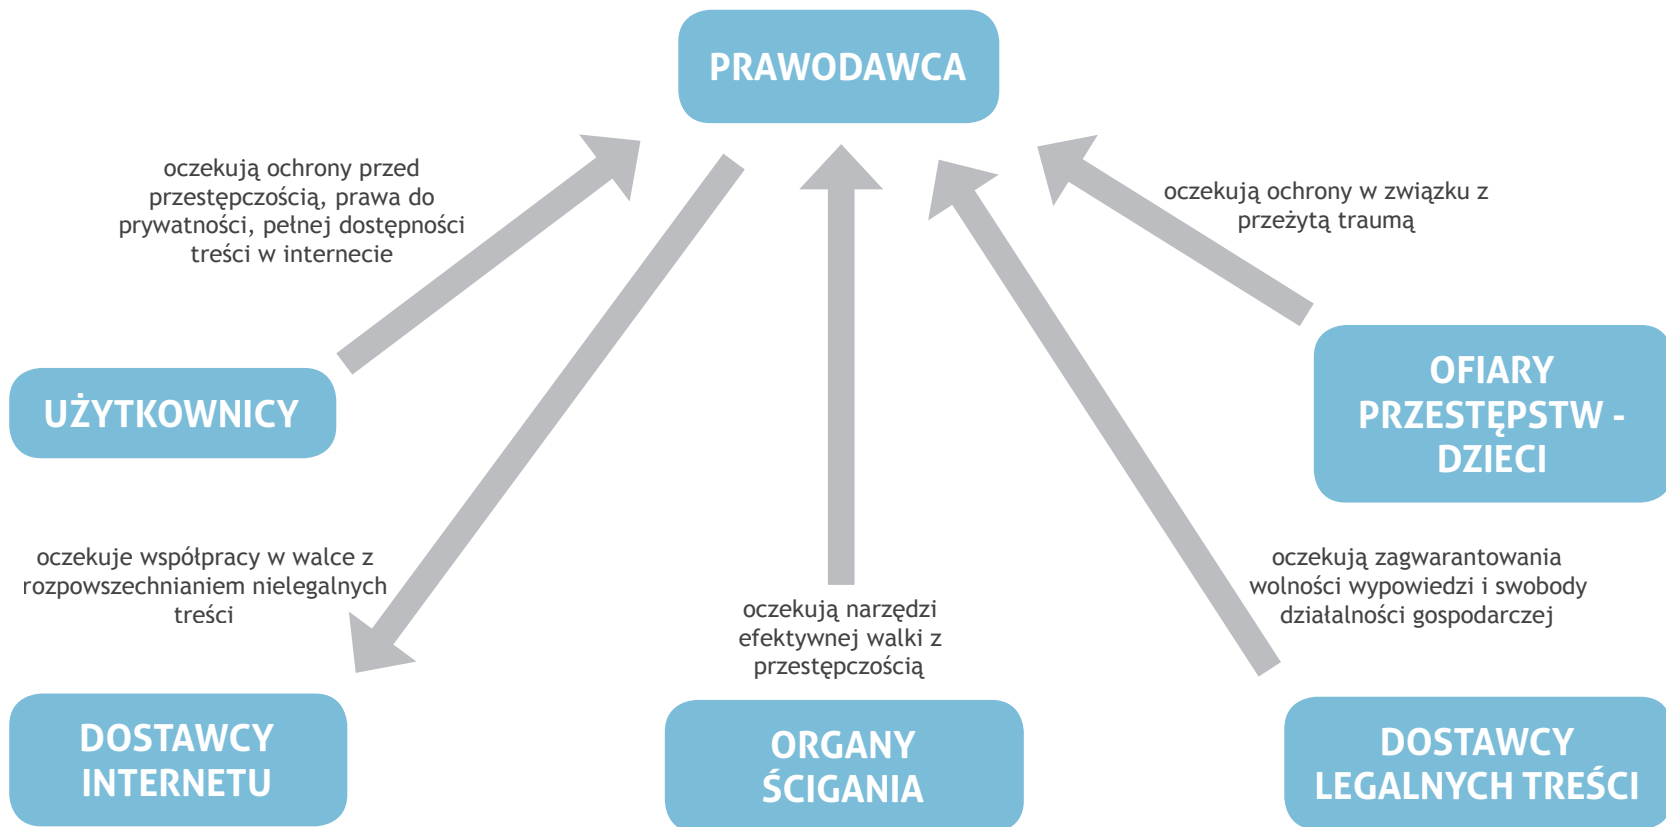 PRAWODAWCA
oczekują ochrony przed
przestępczością, prawa do
prywatności, pełnej dostępności
treści w internecie
oczekują ochrony w związku z
przeżytą traumą
UŻYTKOWNICY
OFIARY
PRZESTĘPSTW -
DZIECI
oczekuje współpracy w walce z
rozpowszechnianiem nielegalnych
treści
oczekują narzędzi
efektywnej walki z
przestępczością
oczekują zagwarantowania
wolności wypowiedzi i swobody
działalności gospodarczej
DOSTAWCY
INTERNETU
ORGANY
ŚCIGANIA
DOSTAWCY
LEGALNYCH TREŚCI